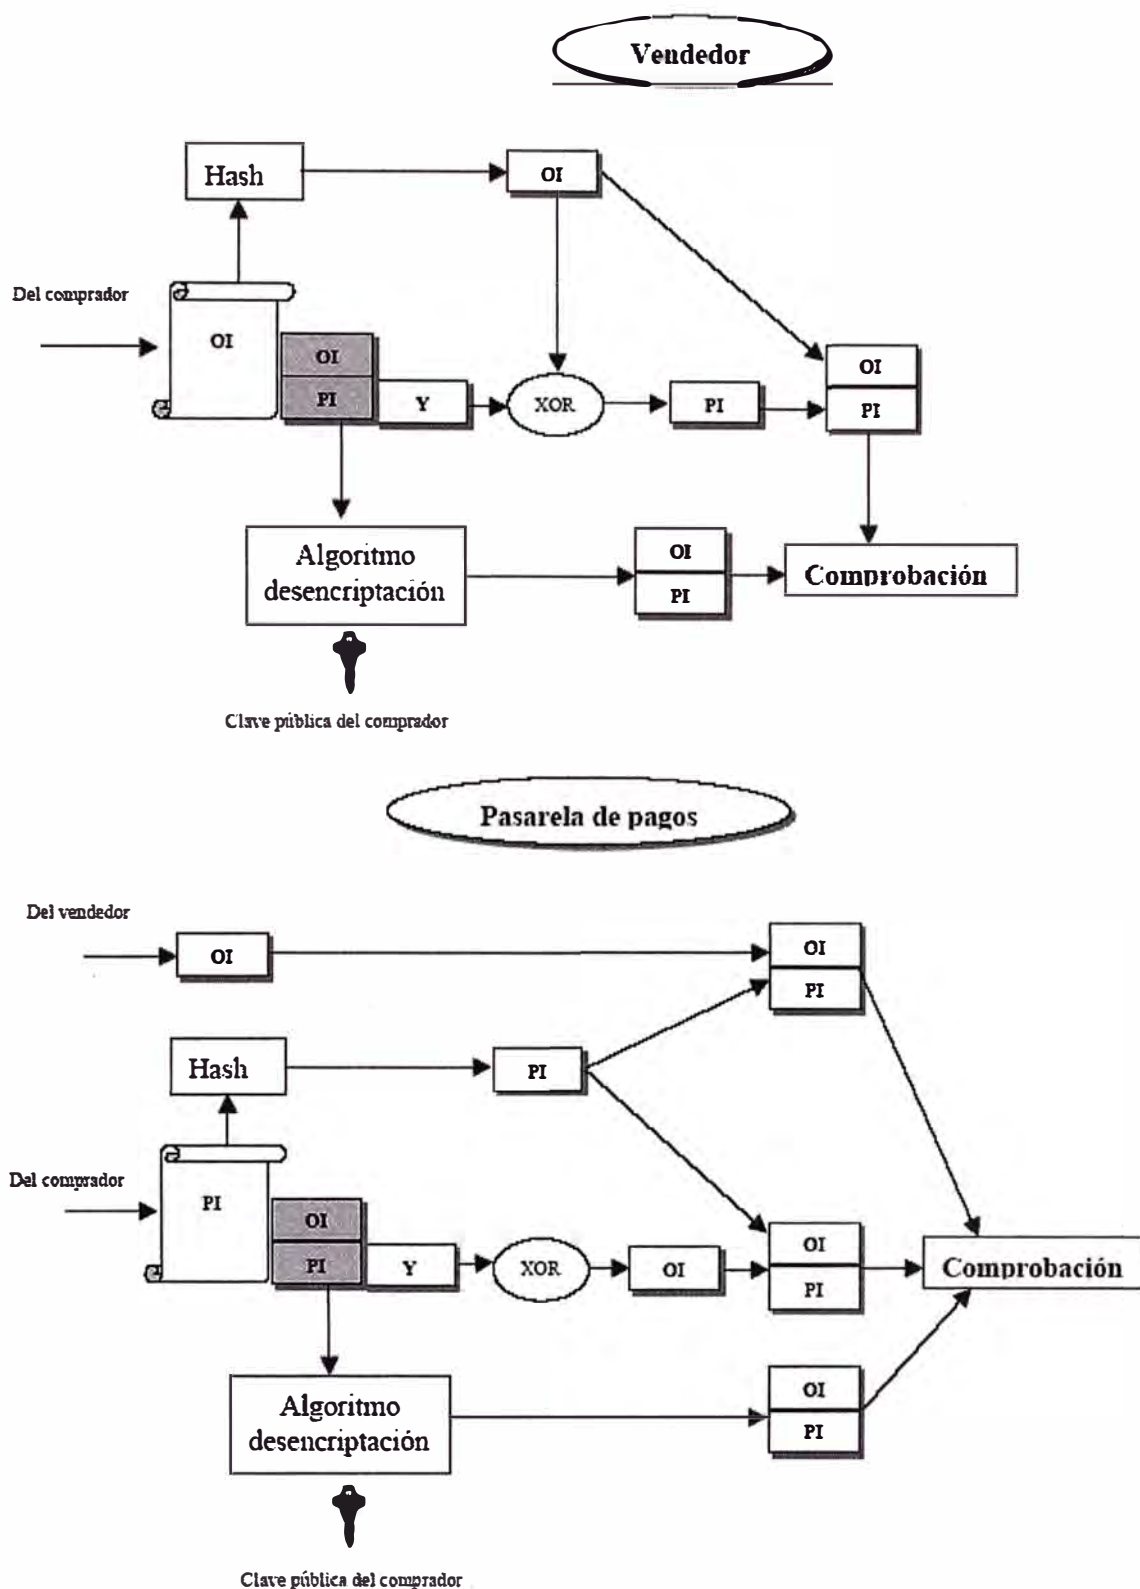 Vendedor
Hash
OI
Del comprador
OI
OI
PI
Y
XOR
PI
OI
PI
Algoritmo
desencriptación
OI
PI
Comprobación
Clave pública del comprador
Pasarela de pagos
Del vendedor
OI
OI
PI
Hash
PI
Del comprador
PI
OI
PI
Y
XOR
OI
OI
PI
Comprobación
Algoritmo
desencriptación
OI
PI
Clave pública del comprador